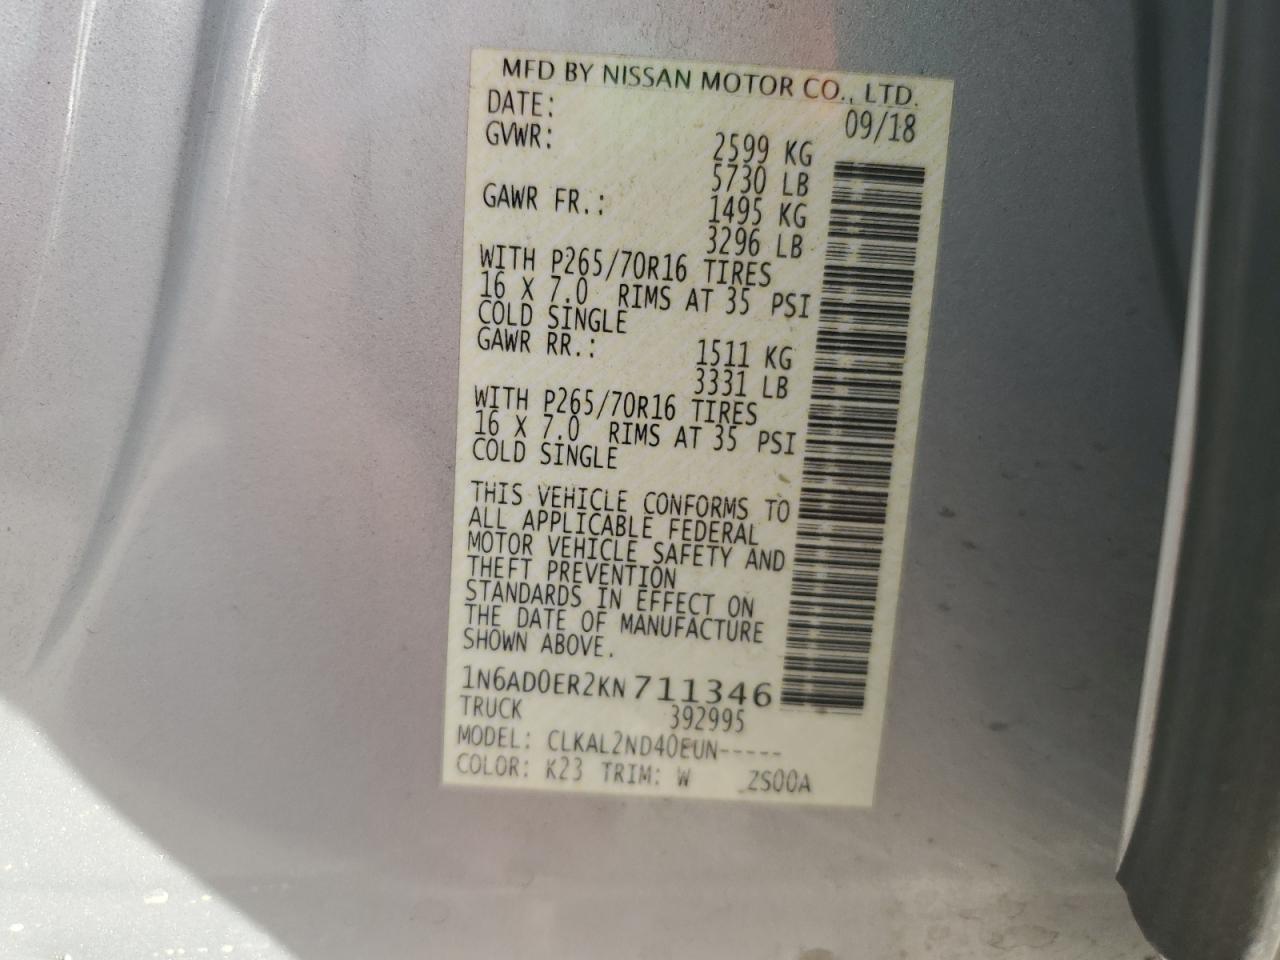 MFD BY NISSAN MOTOR CO., LTD.
DATE: 09/18
GVWR: 2599 KG
5730 LB
GAWR FR.: 1495 KG
3296 LB
WITH P265/70R16 TIRES
16 X 7.0 RIMS AT 35 PSI
COLD SINGLE
GAWR RR.: 1511 KG
3331 LB
WITH P265/70R16 TIRES
16 X 7.0 RIMS AT 35 PSI
COLD SINGLE
THIS VEHICLE CONFORMS TO
ALL APPLICABLE FEDERAL
MOTOR VEHICLE SAFETY AND
THEFT PREVENTION
STANDARDS IN EFFECT ON
THE DATE OF MANUFACTURE
SHOWN ABOVE.
1N6AD0ER2KN711346
TRUCK 392995
MODEL: CLKAL2ND40EUN-----
COLOR: K23 TRIM: W _ZS00A